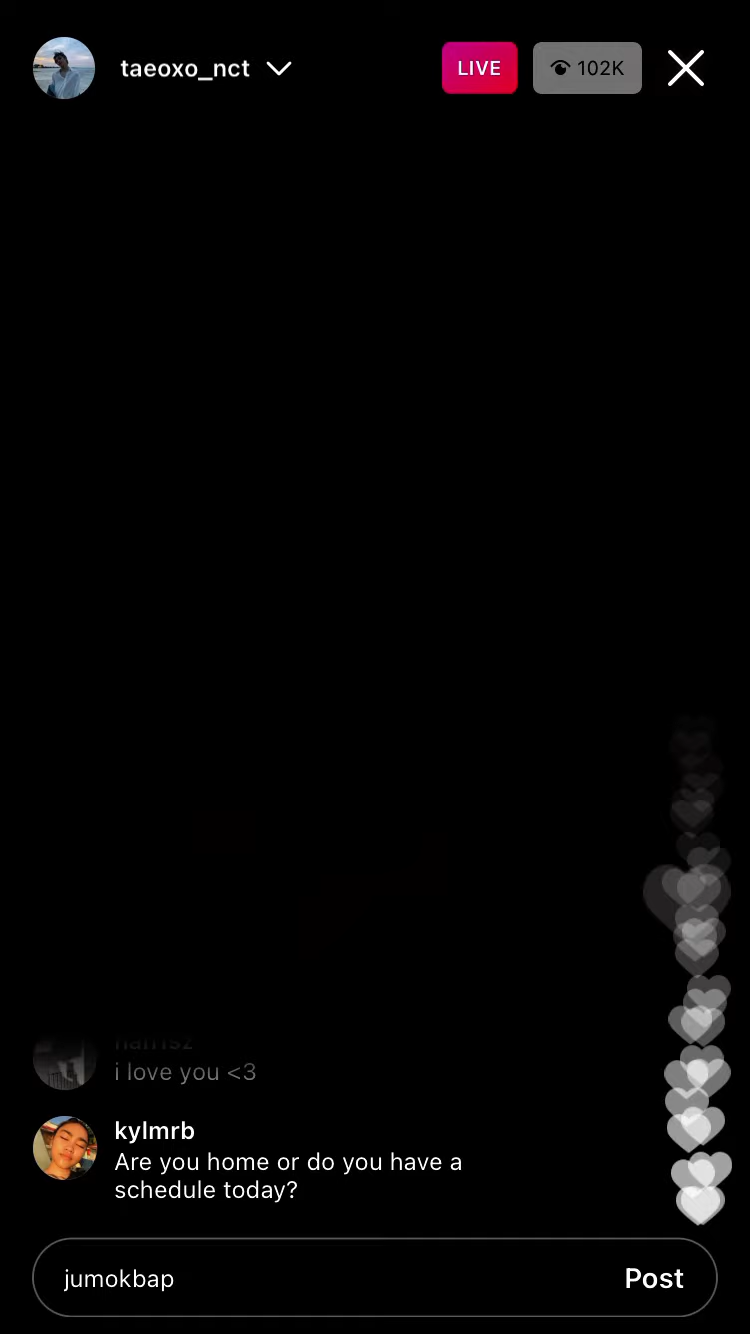 taeoxo_nct
LIVE
102K
i love you <3
kylmrb
Are you home or do you have a
schedule today?
jumokbap
Post